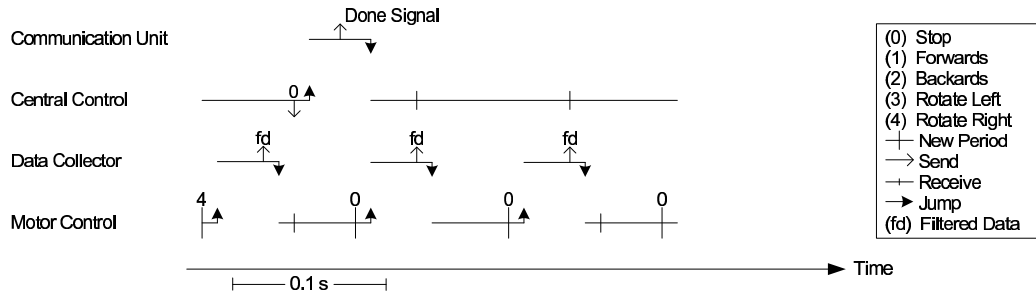 Done Signal
Communication Unit
Central Control
0
fd
fd
fd
Data Collector
4
0
0
0
Motor Control
Time
0.1 s
(0) Stop
(1) Forwards
(2) Backards
(3) Rotate Left
(4) Rotate Right
New Period
Send
Receive
Jump
(fd) Filtered Data